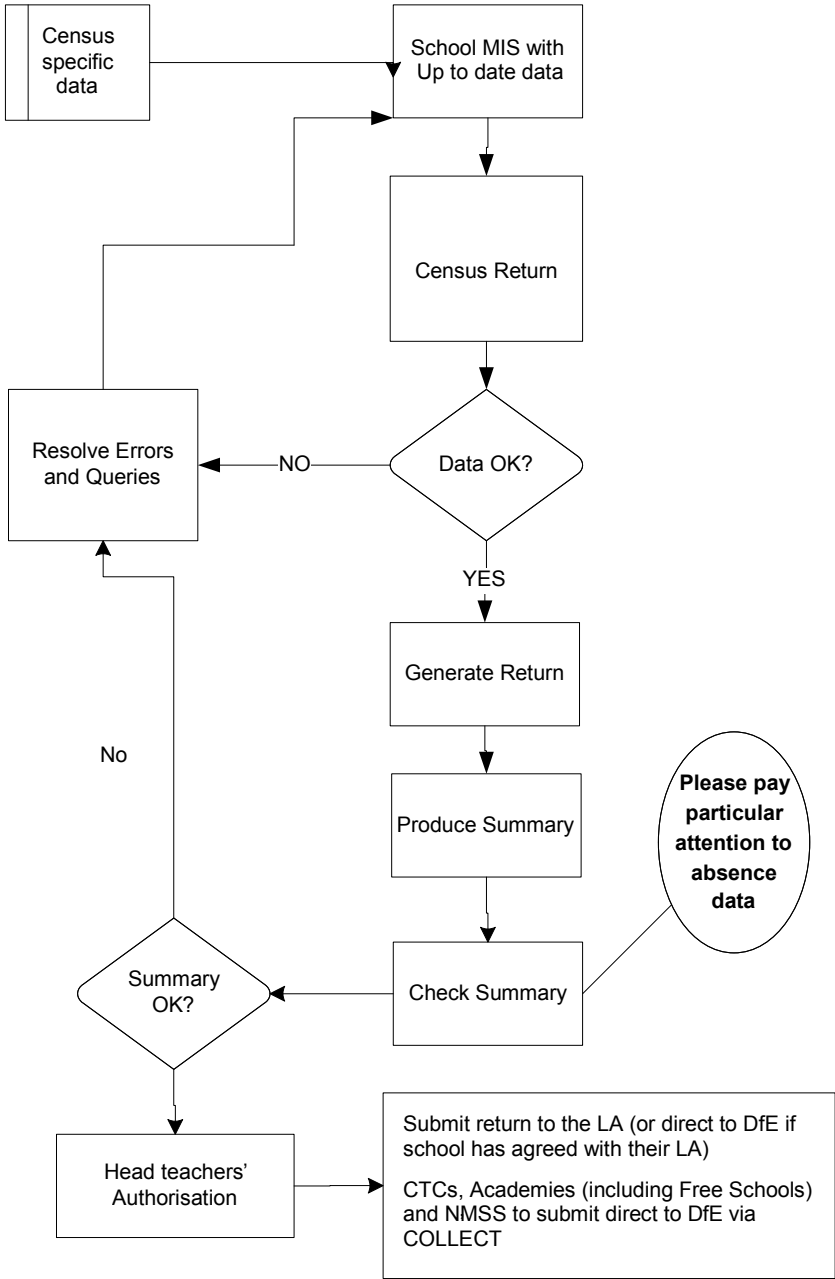 Census
specific
data
School MIS with
Up to date data
Census Return
Resolve Errors
and Queries
NO
Data OK?
YES
Generate Return
No
Produce Summary
Please pay
particular
attention to
absence
data
Summary
OK?
Check Summary
Head teachers'
Authorisation
Submit return to the LA (or direct to DfE if
school has agreed with their LA)
CTCs, Academies (including Free Schools)
and NMSS to submit direct to DfE via
COLLECT